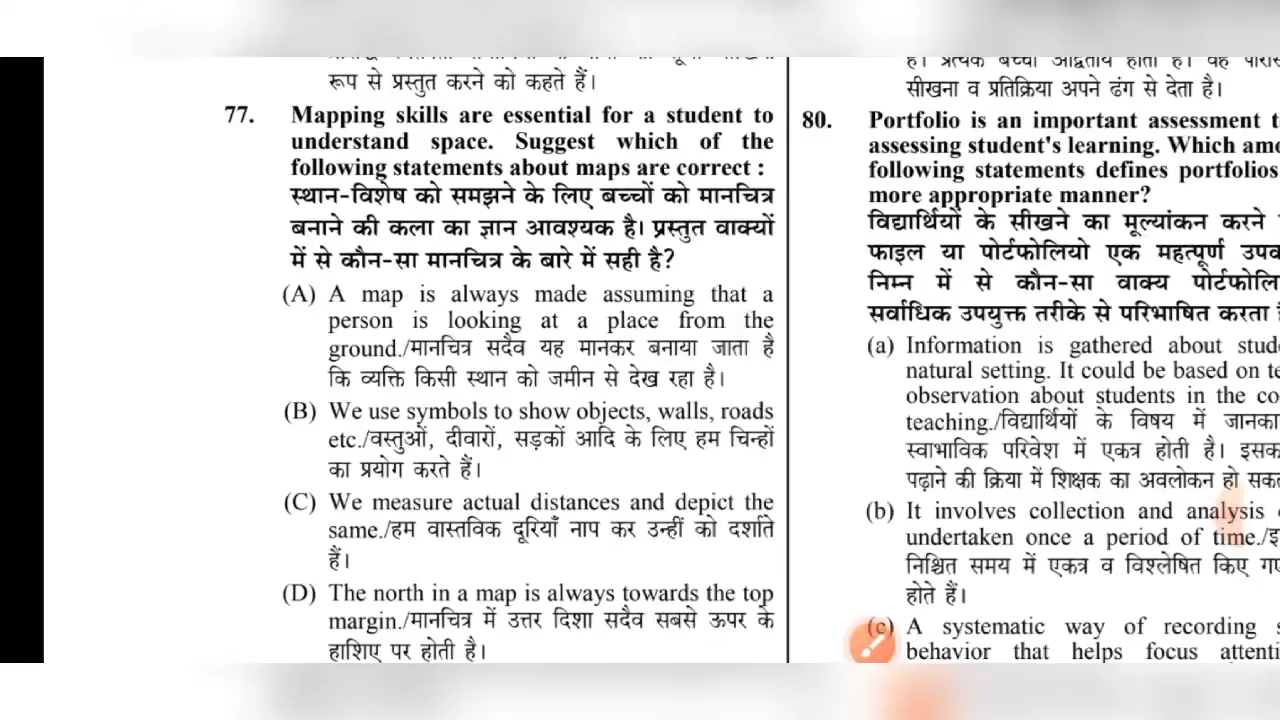 रूप से प्रस्तुत करने को कहते हैं।
77. Mapping skills are essential for a student to
understand space. Suggest which of the
following statements about maps are correct :
स्थान-विशेष को समझने के लिए बच्चों को मानचित्र
बनाने की कला का ज्ञान आवश्यक है। प्रस्तुत वाक्यों
में से कौन-सा मानचित्र के बारे में सही है?
(A) A map is always made assuming that a
person is looking at a place from the
ground./मानचित्र सदैव यह मानकर बनाया जाता है
कि व्यक्ति किसी स्थान को जमीन से देख रहा है।
(B) We use symbols to show objects, walls, roads
etc./वस्तुओं, दीवारों, सड़कों आदि के लिए हम चिन्हों
का प्रयोग करते हैं।
(C) We measure actual distances and depict the
same./हम वास्तविक दूरियाँ नाप कर उन्हीं को दर्शाते
हैं।
(D) The north in a map is always towards the top
margin./मानचित्र में उत्तर दिशा सदैव सबसे ऊपर के
हाशिए पर होती है।
है। प्रत्येक बच्चा अद्वितीय होता है। वह
सीखना व प्रतिक्रिया अपने ढंग से देता है।
80. Portfolio is an important assessment
assessing student's learning. Which
following statements defines portfolios
more appropriate manner?
विद्यार्थियों के सीखने का मूल्यांकन करने
फाइल या पोर्टफोलियो एक महत्पूर्ण
निम्न में से कौन-सा वाक्य
सर्वाधिक उपयुक्त तरीके से परिभाषित करता
(a) Information is gathered about
natural setting. It could be based on
observation about students in the
teaching./विद्यार्थियों के विषय में
स्वाभाविक परिवेश में एकत्र होती है।
पढ़ाने की क्रिया में शिक्षक का अवलोकन हो
(b) It involves collection and analysis
undertaken once a period of time./
निश्चित समय में एकत्र व विश्लेषित किए
होते हैं।
(c) A systematic way of recording
behavior that helps focus